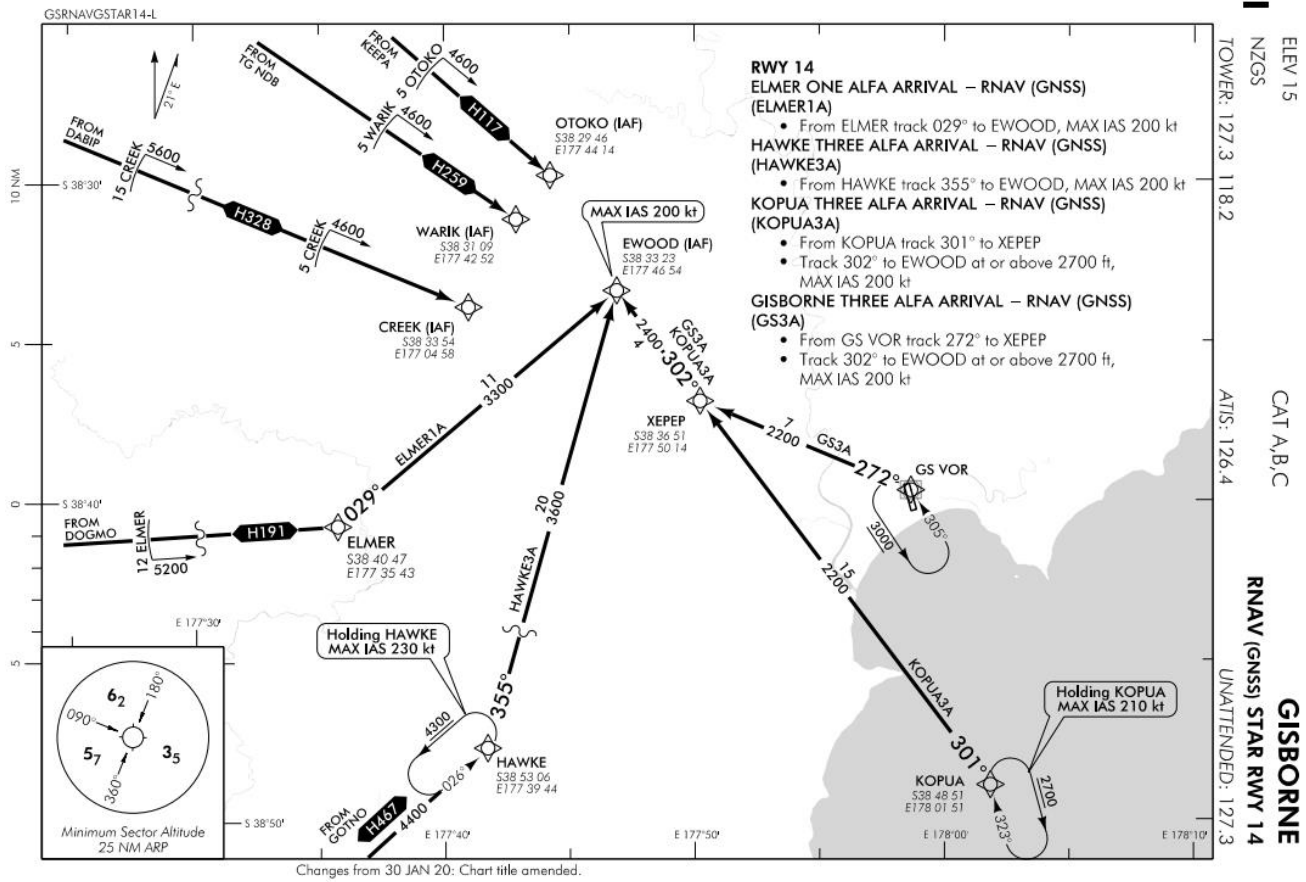 GSRNAVGSTAR14-L
ELEV 15
NZGS
TOWER: 127.3 118.2
CAT A,B,C
ATIS: 126.4
GISBORNE
RNAV (GNSS) STAR RWY 14
UNATTENDED: 127.3
RWY 14
ELMER ONE ALFA ARRIVAL – RNAV (GNSS)
(ELMER1A)
• From ELMER track 029° to EWOOD, MAX IAS 200 kt
HAWKE THREE ALFA ARRIVAL – RNAV (GNSS)
(HAWKE3A)
• From HAWKE track 355° to EWOOD, MAX IAS 200 kt
KOPUA THREE ALFA ARRIVAL – RNAV (GNSS)
(KOPUA3A)
• From KOPUA track 301° to XEPEP
• Track 302° to EWOOD at or above 2700 ft,
MAX IAS 200 kt
GISBORNE THREE ALFA ARRIVAL – RNAV (GNSS)
(GS3A)
• From GS VOR track 272° to XEPEP
• Track 302° to EWOOD at or above 2700 ft,
MAX IAS 200 kt
21° E
FROM
KEEPA
5 OTOKO
4600
H117
OTOKO (IAF)
S38 29 46
E177 44 14
FROM
TG NDB
5 WARIK
4600
H259
WARIK (IAF)
S38 31 09
E177 42 52
FROM
DABIP
15 CREEK
5600
H328
5 CREEK
4600
CREEK (IAF)
S38 33 54
E177 04 58
10 NM
S 38°30'
MAX IAS 200 kt
EWOOD (IAF)
S38 33 23
E177 46 54
GS3A
KOPUA3A
302°
2400
4
XEPEP
S38 36 51
E177 50 14
5
11
3300
ELMER1A
029°
20
3600
HAWKE3A
355°
7
2200
GS3A
272°
GS VOR
3000
305°
0
S 38°40'
FROM
DOGMO
12 ELMER
5200
H191
ELMER
S38 40 47
E177 35 43
15
2200
KOPUA3A
301°
E 177°30'
5
Holding HAWKE
MAX IAS 230 kt
4300
026°
HAWKE
S38 53 06
E177 39 44
FROM
GOTNO
H467
4400
Holding KOPUA
MAX IAS 210 kt
2700
323°
KOPUA
S38 48 51
E178 01 51
62
180°
090°
57
35
360°
Minimum Sector Altitude
25 NM ARP
S 38°50'
E 177°40'
E 177°50'
E 178°00'
E 178°10'
Changes from 30 JAN 20: Chart title amended.